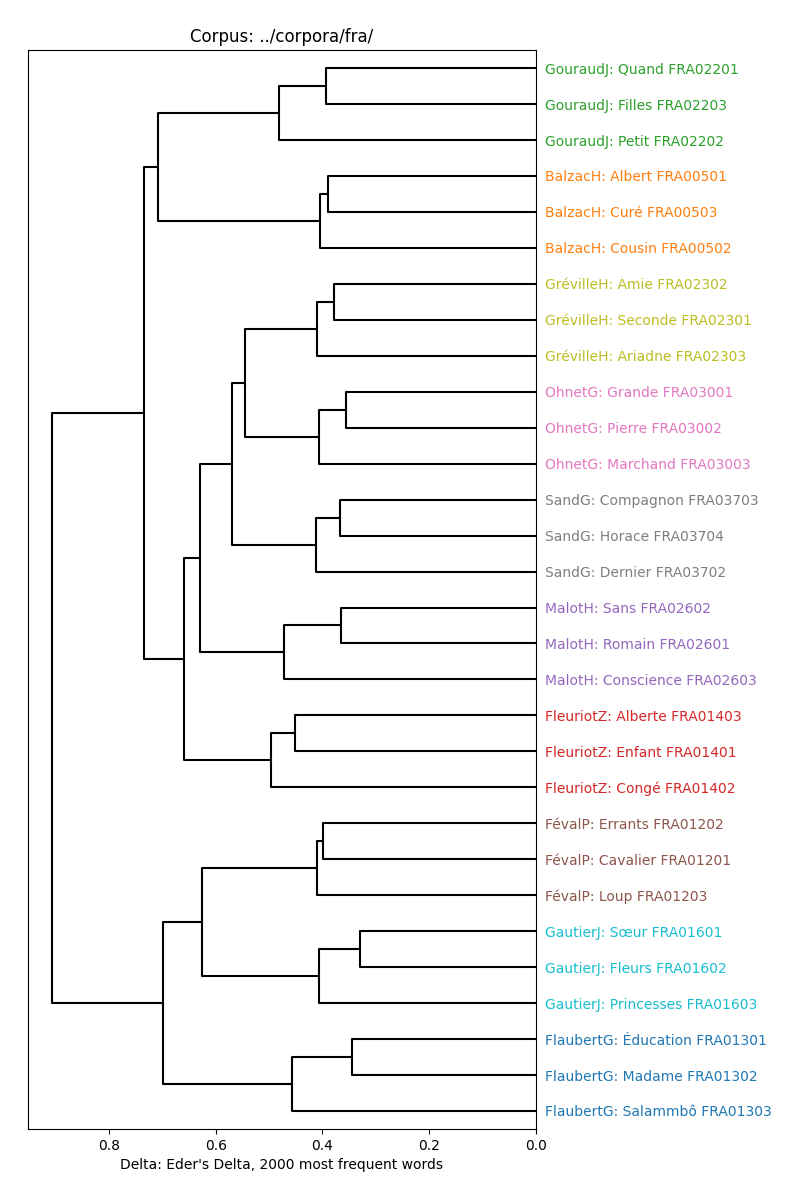 Corpus: ../corpora/fra/
GouraudJ: Quand FRA02201
GouraudJ: Filles FRA02203
GouraudJ: Petit FRA02202
BalzacH: Albert FRA00501
BalzacH: Curé FRA00503
BalzacH: Cousin FRA00502
GrévilleH: Amie FRA02302
GrévilleH: Seconde FRA02301
GrévilleH: Ariadne FRA02303
OhnetG: Grande FRA03001
OhnetG: Pierre FRA03002
OhnetG: Marchand FRA03003
SandG: Compagnon FRA03703
SandG: Horace FRA03704
SandG: Dernier FRA03702
MalotH: Sans FRA02602
MalotH: Romain FRA02601
MalotH: Conscience FRA02603
FleuriotZ: Alberte FRA01403
FleuriotZ: Enfant FRA01401
FleuriotZ: Congé FRA01402
FévalP: Errants FRA01202
FévalP: Cavalier FRA01201
FévalP: Loup FRA01203
GautierJ: Sœur FRA01601
GautierJ: Fleurs FRA01602
GautierJ: Princesses FRA01603
FlaubertG: Éducation FRA01301
FlaubertG: Madame FRA01302
FlaubertG: Salammbô FRA01303
0.8 0.6 0.4 0.2 0.0
Delta: Eder's Delta, 2000 most frequent words